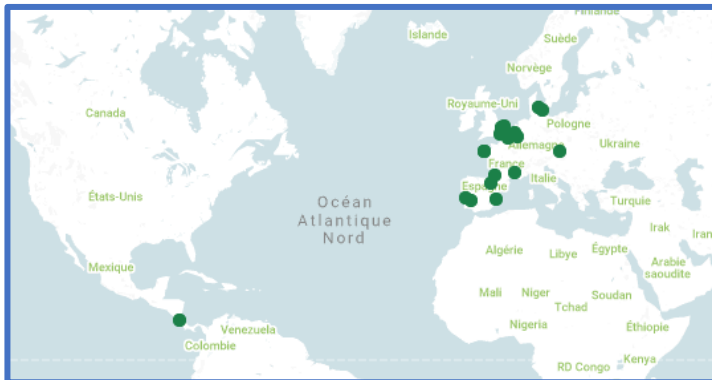 Finlande
Islande
Suède
Norvège
Royaume-Uni
Canada
Pologne
Allemagne
Ukraine
France
Italie
Espagne
États-Unis
Océan
Atlantique
Nord
Turquie
Irak
Iran
Algérie
Libye
Égypte
Arabie
saoudite
Mexique
Mali
Niger
Tchad
Soudan
Nigeria
Éthiopie
Venezuela
Colombie
Kenya
RD Congo